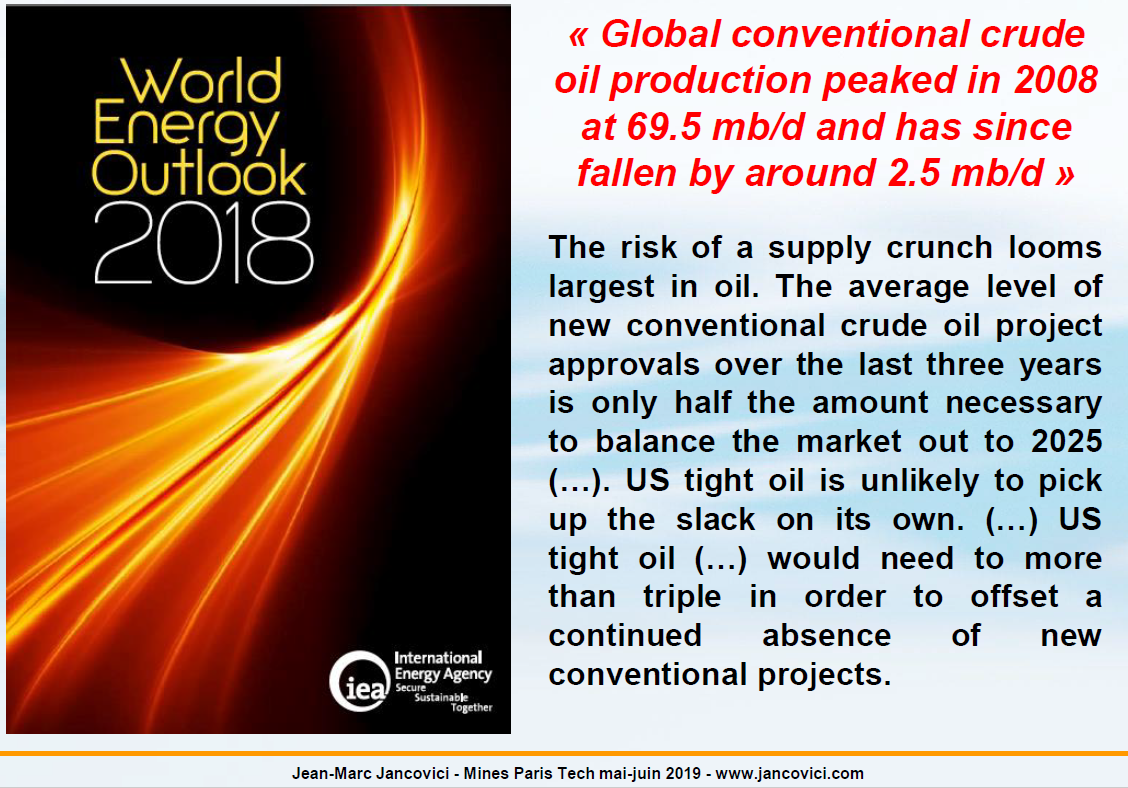 World
Energy
Outlook
2018
International
Energy Agency
iea
Secure
Sustainable
Together
« Global conventional crude
oil production peaked in 2008
at 69.5 mb/d and has since
fallen by around 2.5 mb/d »
The risk of a supply crunch looms
largest in oil. The average level of
new conventional crude oil project
approvals over the last three years
is only half the amount necessary
to balance the market out to 2025
(…). US tight oil is unlikely to pick
up the slack on its own. (…) US
tight oil (…) would need to more
than triple in order to offset a
continued absence of new
conventional projects.
Jean-Marc Jancovici - Mines Paris Tech mai-juin 2019 - www.jancovici.com